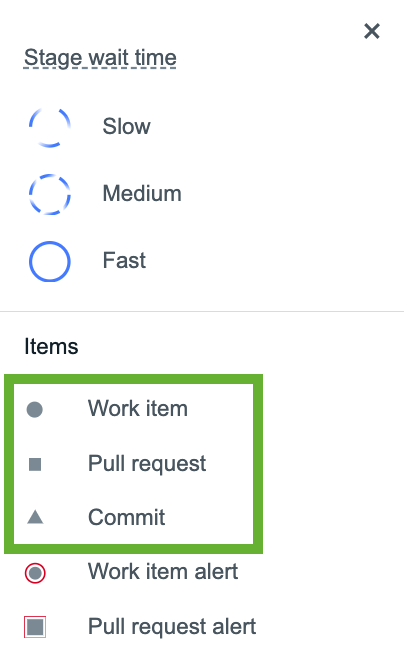 Stage wait time
Slow
Medium
Fast
Items
Work item
Pull request
Commit
Work item alert
Pull request alert